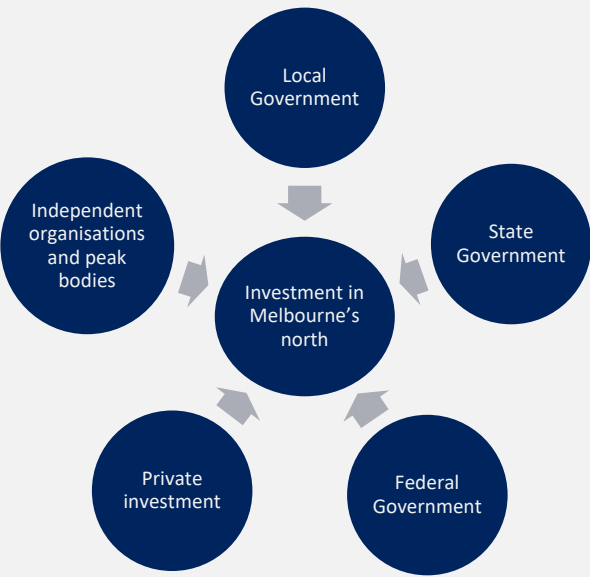 Local
Government
State
Government
Independent
organisations
and peak
bodies
Investment in
Melbourne's
north
Private
investment
Federal
Government